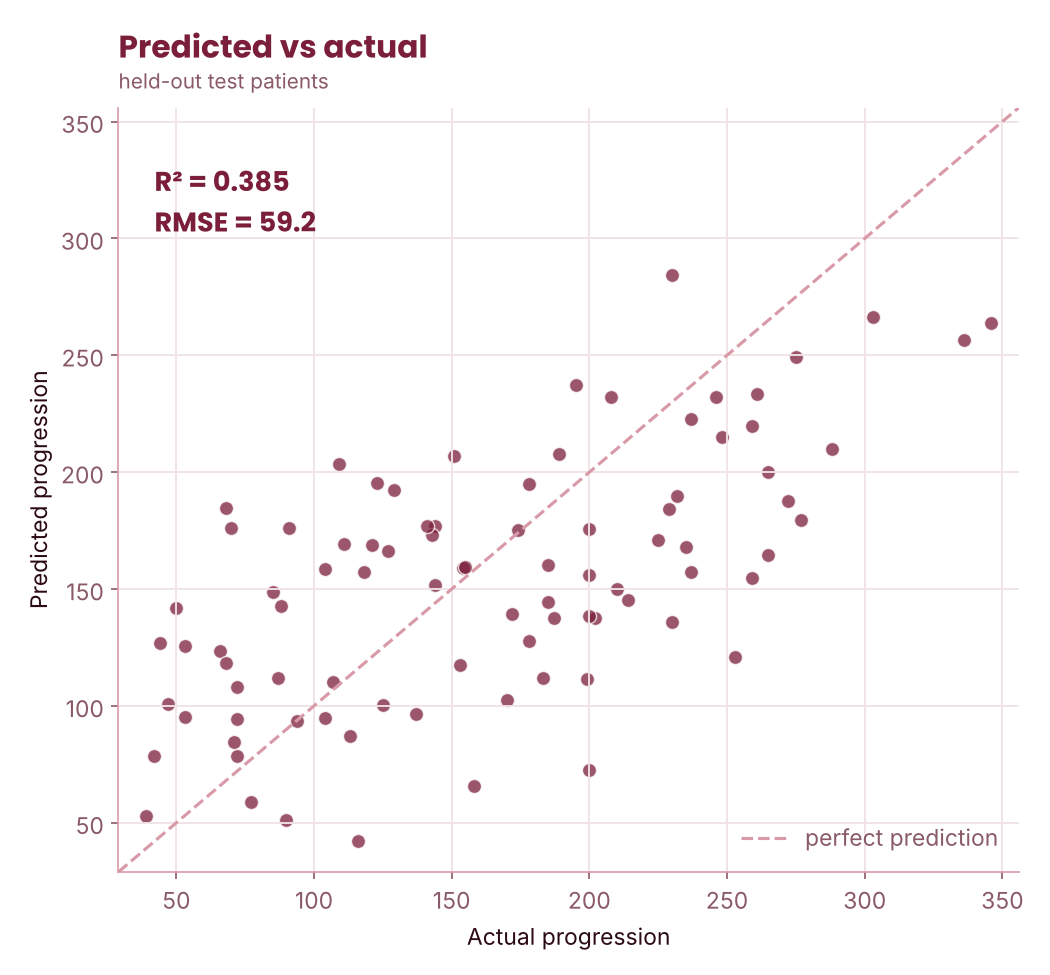 Predicted vs actual
held-out test patients
R² = 0.385
RMSE = 59.2
350
300
250
200
150
100
50
Predicted progression
perfect prediction
50 100 150 200 250 300 350
Actual progression